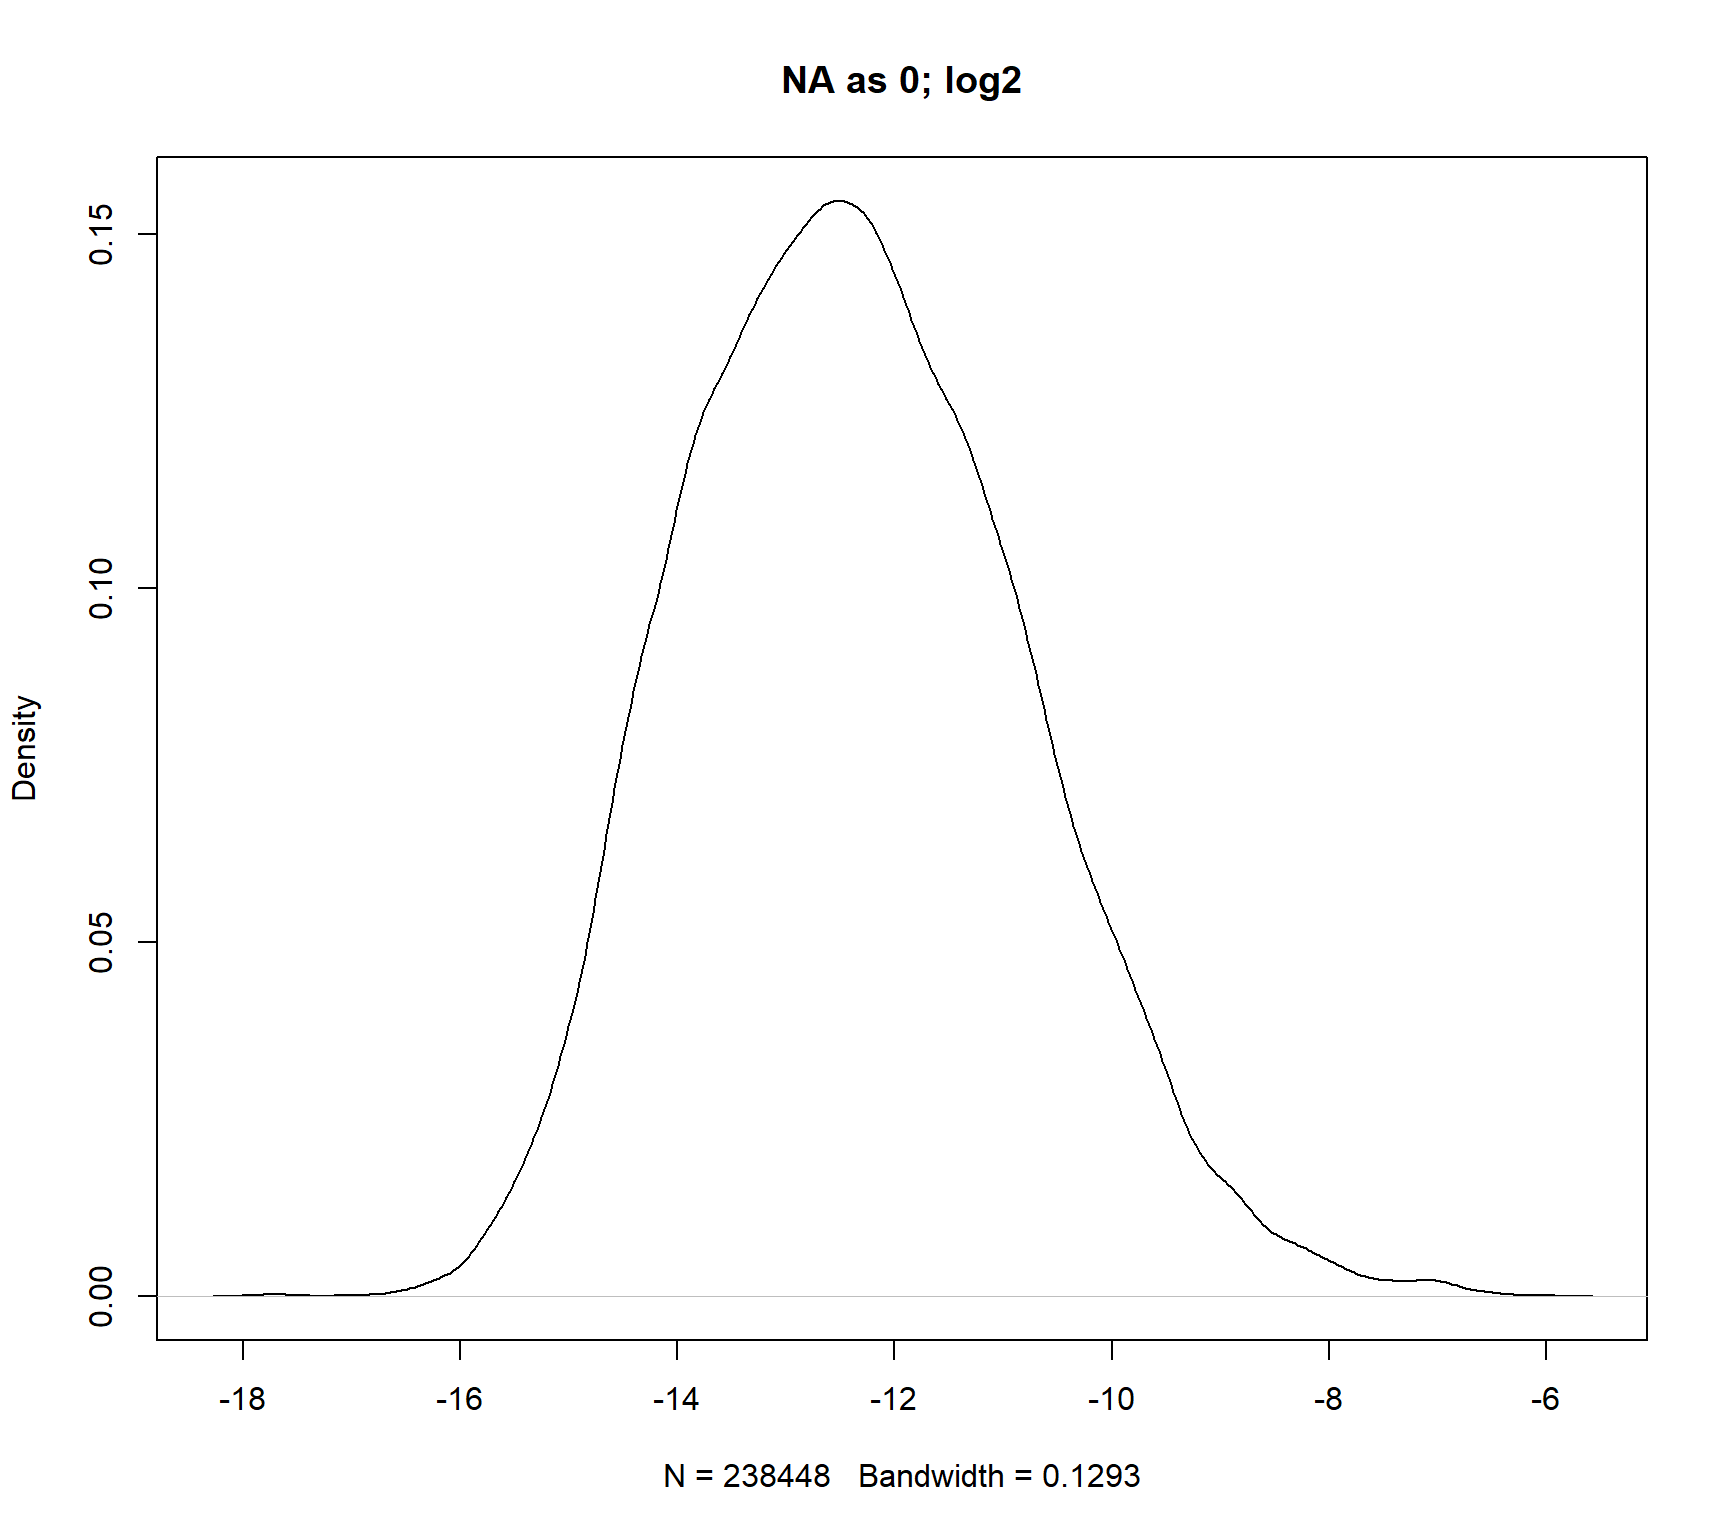 NA as 0; log2
Density
0.15
0.10
0.05
0.00
-18 -16 -14 -12 -10 -8 -6
N = 238448 Bandwidth = 0.1293